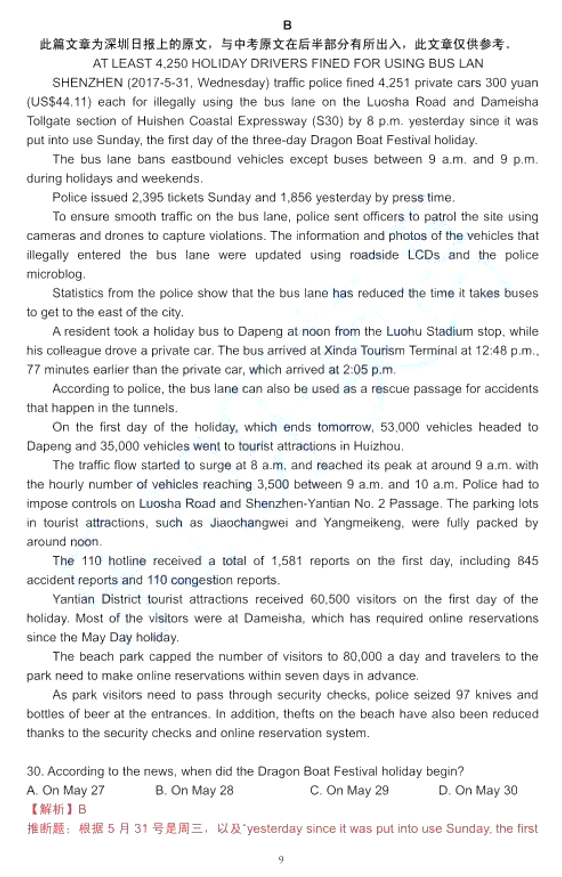 B
此篇文章为深圳日报上的原文，与中考原文在后半部分有所出入，此文章仅供参考。
AT LEAST 4,250 HOLIDAY DRIVERS FINED FOR USING BUS LAN
SHENZHEN (2017-5-31, Wednesday) traffic police fined 4,251 private cars 300 yuan
(US$44.11) each for illegally using the bus lane on the Luosha Road and Dameisha
Tollgate section of Huishen Coastal Expressway (S30) by 8 p.m. yesterday since it was
put into use Sunday, the first day of the three-day Dragon Boat Festival holiday.
The bus lane bans eastbound vehicles except buses between 9 a.m. and 9 p.m.
during holidays and weekends.
Police issued 2,395 tickets Sunday and 1,856 yesterday by press time.
To ensure smooth traffic on the bus lane, police sent officers to patrol the site using
cameras and drones to capture violations. The information and photos of the vehicles that
illegally entered the bus lane were updated using roadside LCDs and the police
microblog.
Statistics from the police show that the bus lane has reduced the time it takes buses
to get to the east of the city.
A resident took a holiday bus to Dapeng at noon from the Luohu Stadium stop, while
his colleague drove a private car. The bus arrived at Xinda Tourism Terminal at 12:48 p.m.,
77 minutes earlier than the private car, which arrived at 2:05 p.m.
According to police, the bus lane can also be used as a rescue passage for accidents
that happen in the tunnels.
On the first day of the holiday, which ends tomorrow, 53,000 vehicles headed to
Dapeng and 35,000 vehicles went to tourist attractions in Huizhou.
The traffic flow started to surge at 8 a.m. and reached its peak at around 9 a.m. with
the hourly number of vehicles reaching 3,500 between 9 a.m. and 10 a.m. Police had to
impose controls on Luosha Road and Shenzhen-Yantian No. 2 Passage. The parking lots
in tourist attractions, such as Jiaochangwei and Yangmeikeng, were fully packed by
around noon.
The 110 hotline received a total of 1,581 reports on the first day, including 845
accident reports and 110 congestion reports.
Yantian District tourist attractions received 60,500 visitors on the first day of the
holiday. Most of the visitors were at Dameisha, which has required online reservations
since the May Day holiday.
The beach park capped the number of visitors to 80,000 a day and travelers to the
park need to make online reservations within seven days in advance.
As park visitors need to pass through security checks, police seized 97 knives and
bottles of beer at the entrances. In addition, thefts on the beach have also been reduced
thanks to the security checks and online reservation system.
30. According to the news, when did the Dragon Boat Festival holiday begin?
A. On May 27 B. On May 28 C. On May 29 D. On May 30
【解析】B
推断题：根据 5 月 31 号是周三，以及“yesterday since it was put into use Sunday, the first
9